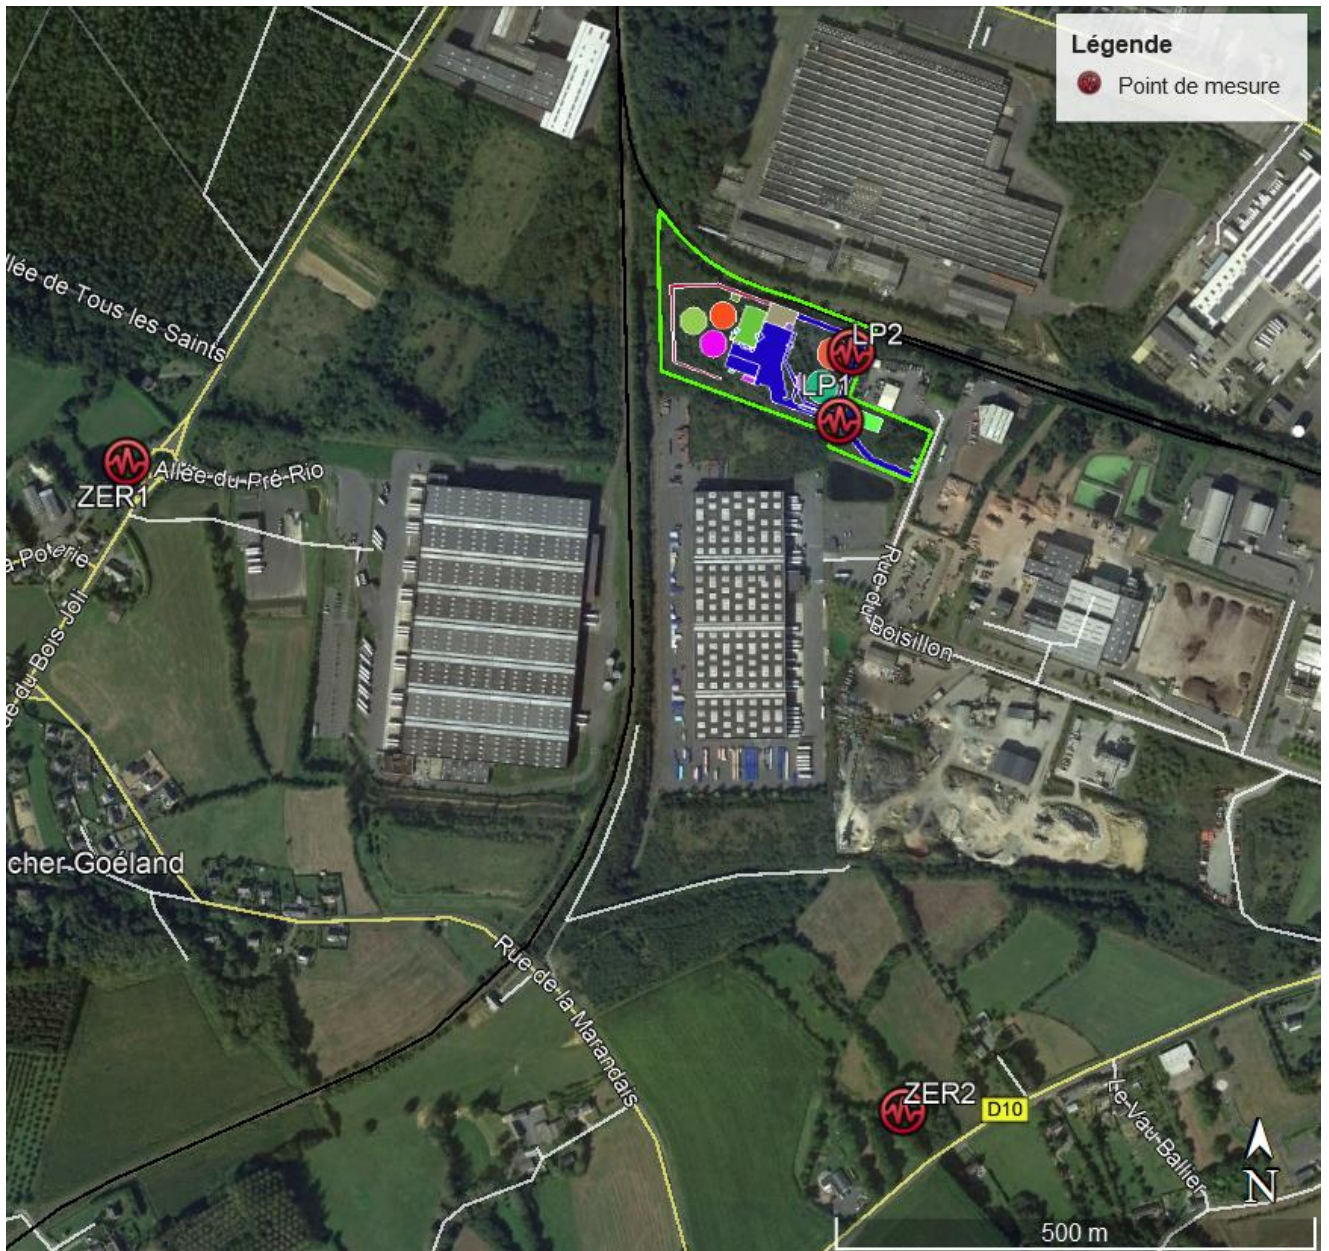 Légende
Point de mesure
llée de Tous les Saints
LP2
LP1
ZER1
Allée du Pré Rio
a Poterie
ue du Bois Joli
Rue du Boisillon
cher Goéland
Rue de la Marandais
ZER2
D10
Le Vau Ballier
N
500 m